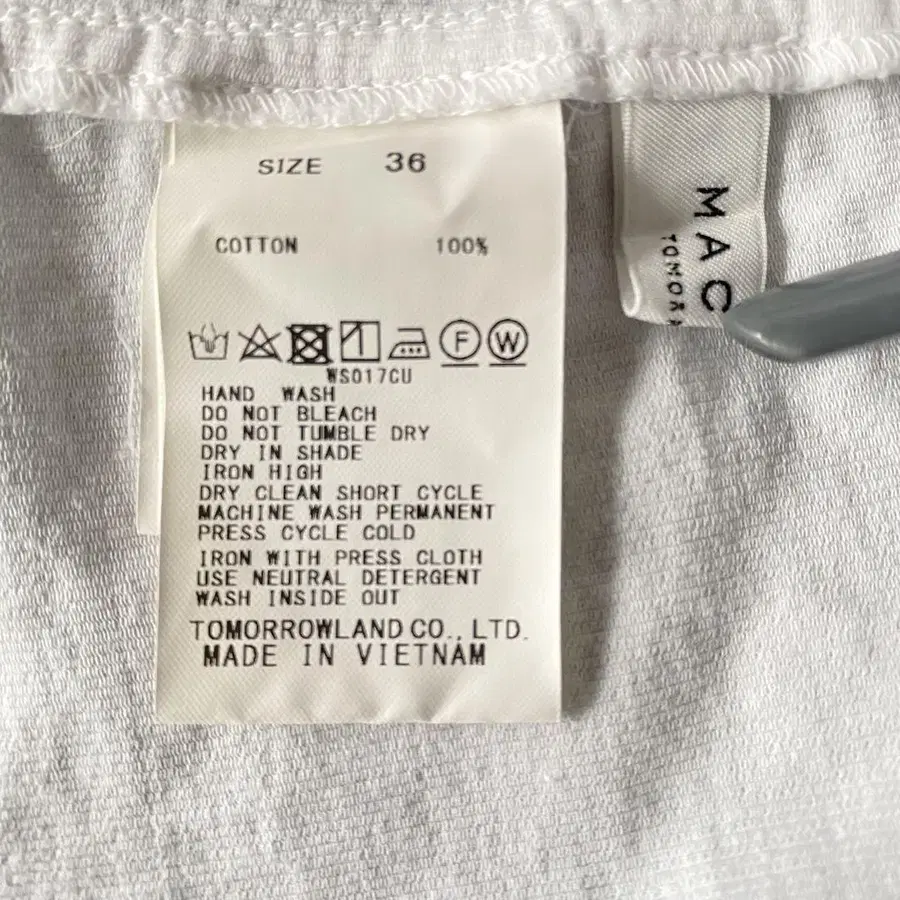 SIZE 36
COTTON 100%
F W
WS017CU
HAND WASH
DO NOT BLEACH
DO NOT TUMBLE DRY
DRY IN SHADE
IRON HIGH
DRY CLEAN SHORT CYCLE
MACHINE WASH PERMANENT
PRESS CYCLE COLD
IRON WITH PRESS CLOTH
USE NEUTRAL DETERGENT
WASH INSIDE OUT
TOMORROWLAND CO., LTD.
MADE IN VIETNAM
MAC
TOMOR